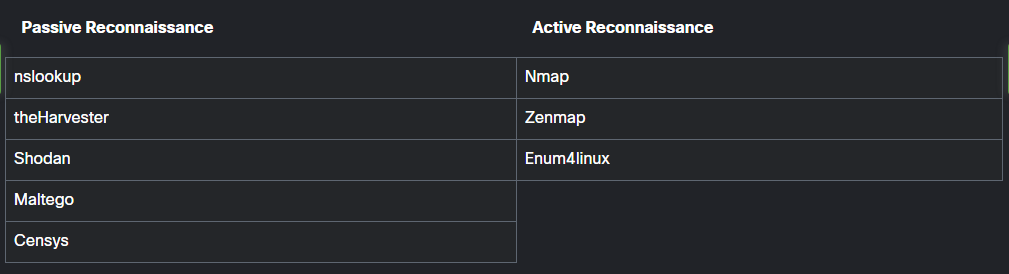 Passive Reconnaissance Active Reconnaissance
nslookup Nmap
theHarvester Zenmap
Shodan Enum4linux
Maltego
Censys